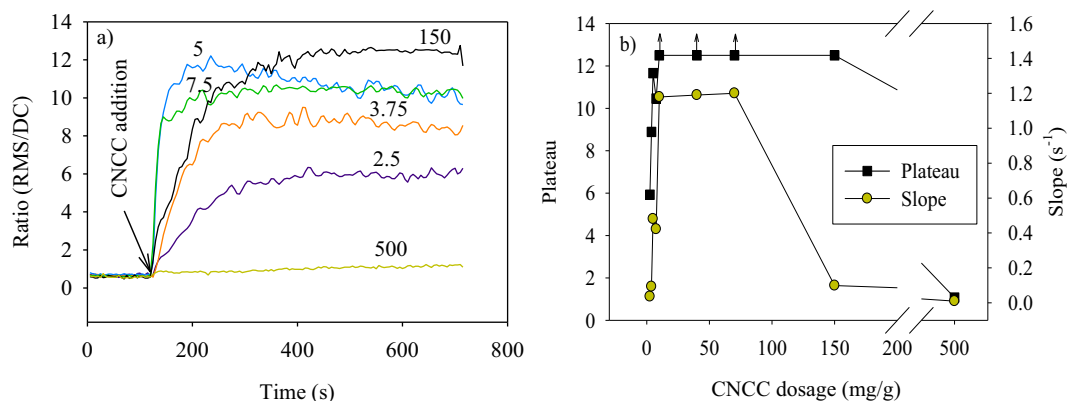 a)
14
12
10
8
6
4
2
0
Ratio (RMS/DC)
CNCC addition
5
150
7.5
3.75
2.5
500
0 200 400 600 800
Time (s)
b)
14
12
10
8
6
4
2
0
Plateau
Plateau
Slope
1.6
1.4
1.2
1.0
0.8
0.6
0.4
0.2
0.0
Slope (s-1)
0 50 100 150 200 500
CNCC dosage (mg/g)